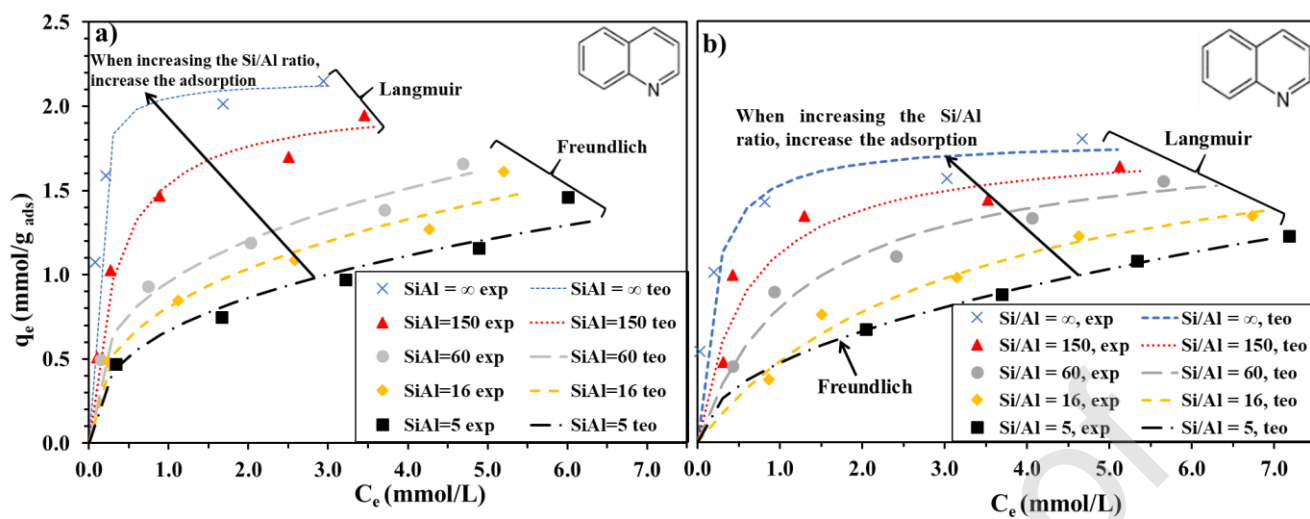 a)
When increasing the Si/Al ratio,
increase the adsorption
N
Langmuir
Freundlich
2.5
2.0
1.5
1.0
0.5
0.0
qe (mmol/g ads)
SiAl = ∞ exp
SiAl = ∞ teo
SiAl=150 exp
SiAl=150 teo
SiAl=60 exp
SiAl=60 teo
SiAl=16 exp
SiAl=16 teo
SiAl=5 exp
SiAl=5 teo
0.0 1.0 2.0 3.0 4.0 5.0 6.0 7.0
Ce (mmol/L)
b)
N
When increasing the Si/Al
ratio, increase the adsorption
Langmuir
Freundlich
Si/Al = ∞, exp
Si/Al = ∞, teo
Si/Al = 150, exp
Si/Al = 150, teo
Si/Al = 60, exp
Si/Al = 60, teo
Si/Al = 16, exp
Si/Al = 16, teo
Si/Al = 5, exp
Si/Al = 5, teo
0.0 1.0 2.0 3.0 4.0 5.0 6.0 7.0
Ce (mmol/L)